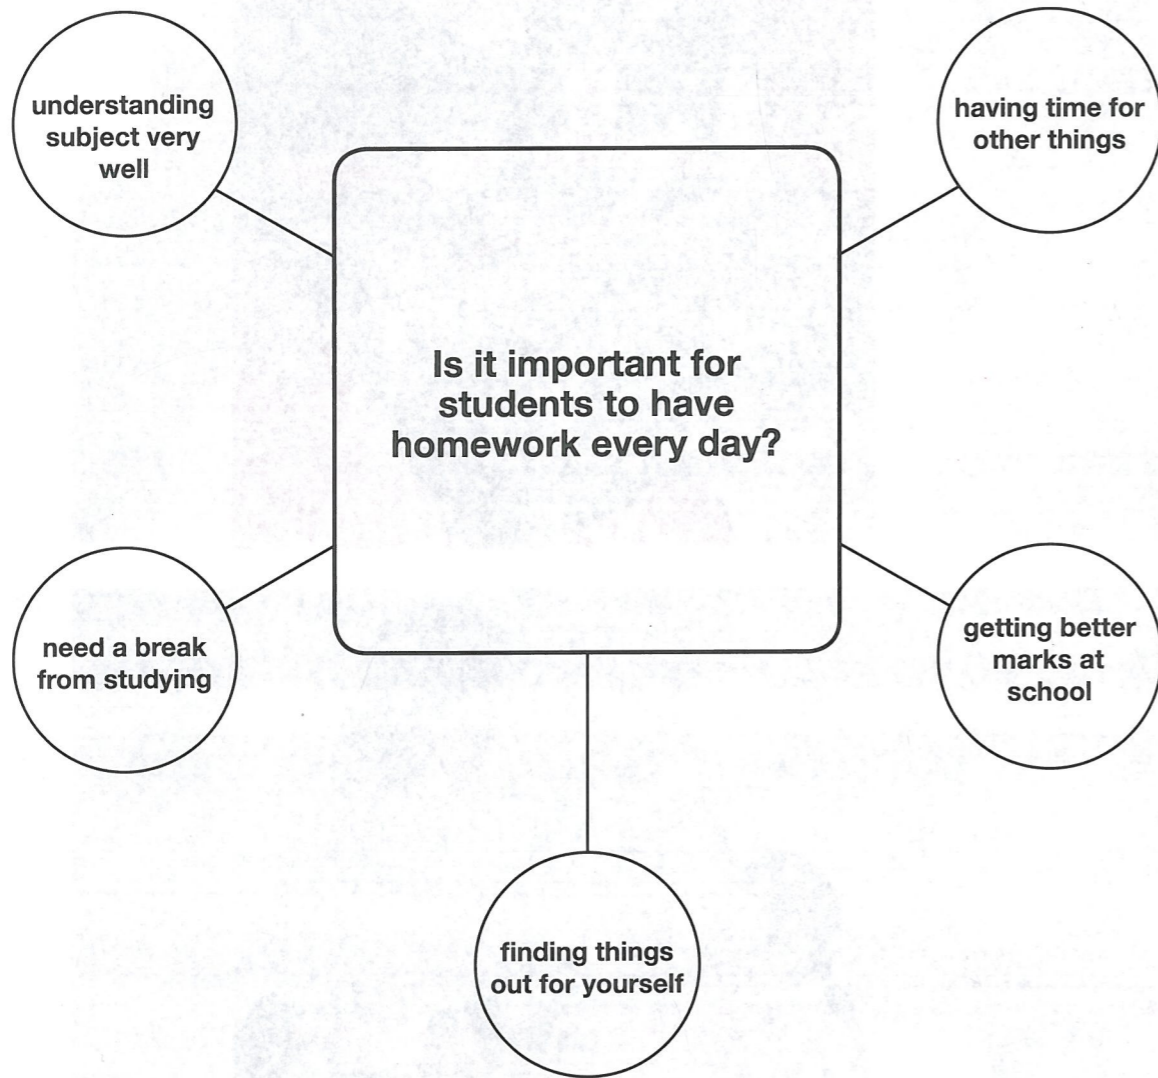 understanding
subject very
well
having time for
other things
Is it important for
students to have
homework every day?
need a break
from studying
getting better
marks at
school
finding things
out for yourself